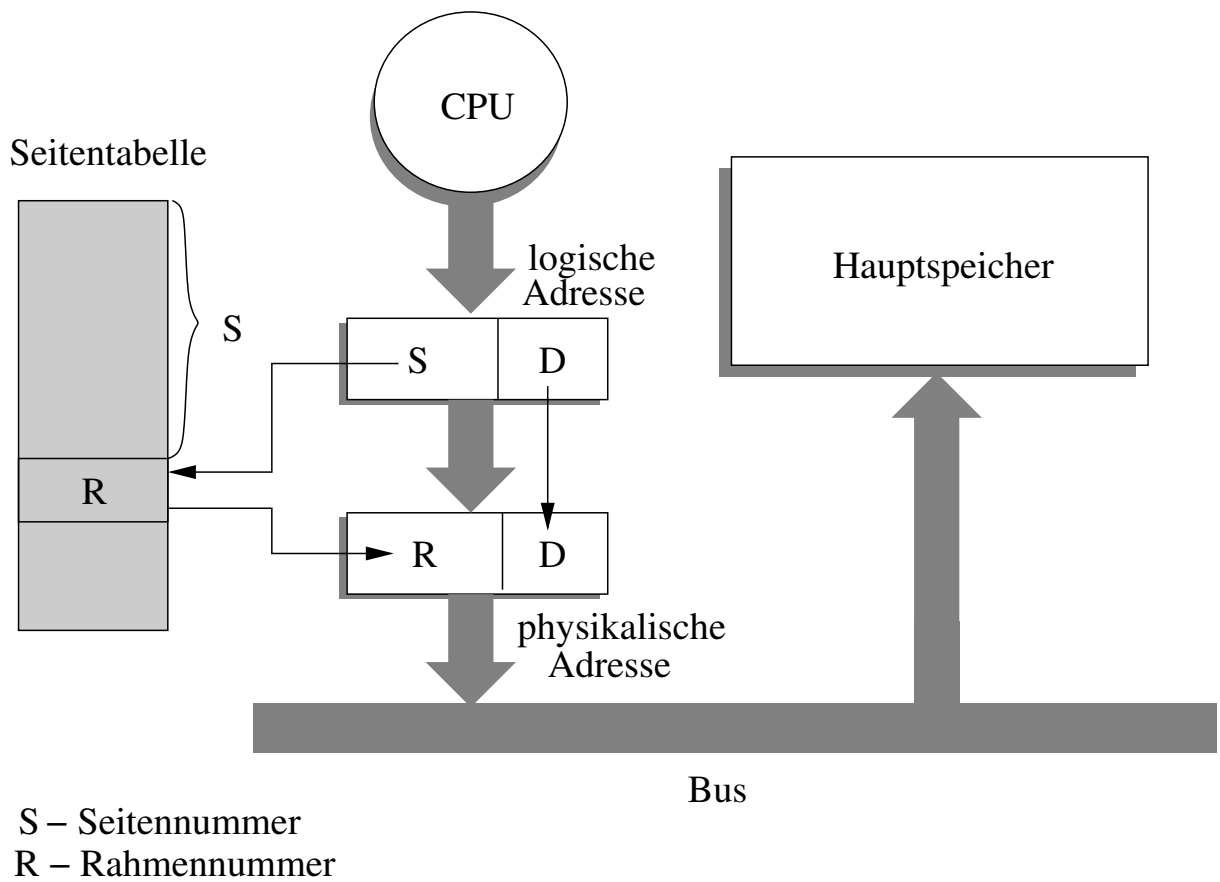 CPU
Seitentabelle
logische
Adresse
Hauptspeicher
S
S
D
R
R
D
physikalische
Adresse
Bus
S – Seitennummer
R – Rahmennummer